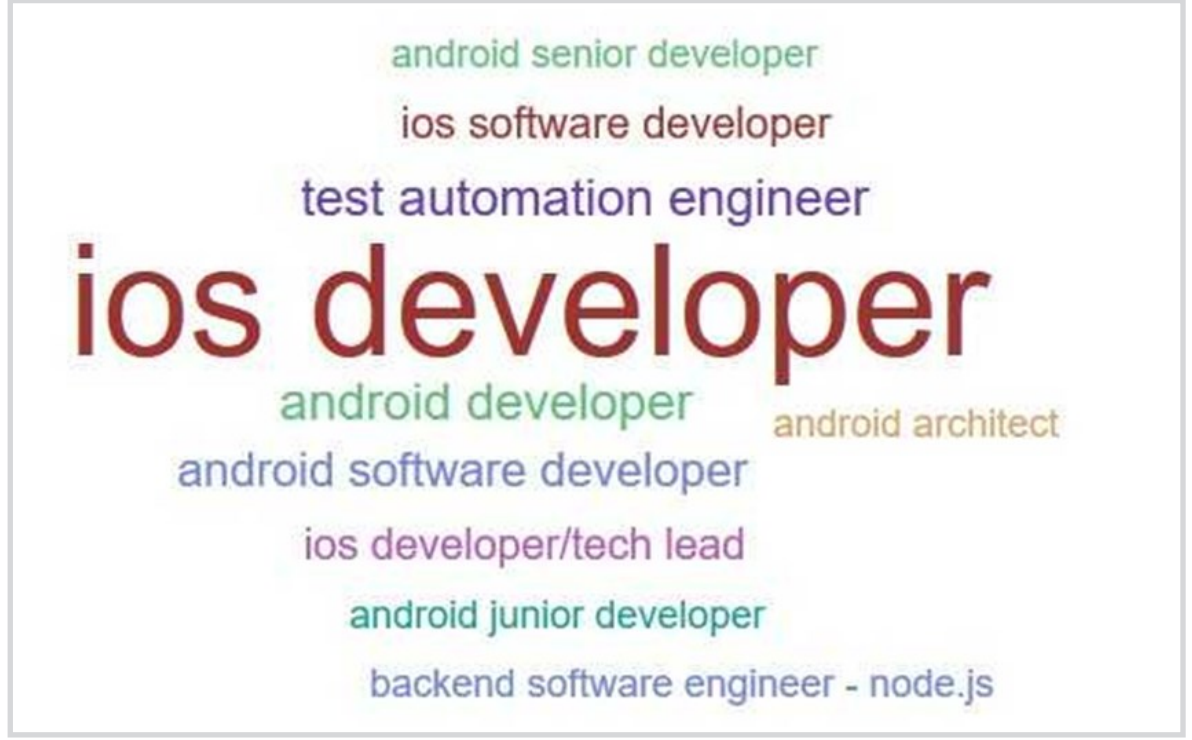 android senior developer
ios software developer
test automation engineer
ios developer
android developer
android architect
android software developer
ios developer/tech lead
android junior developer
backend software engineer - node.js